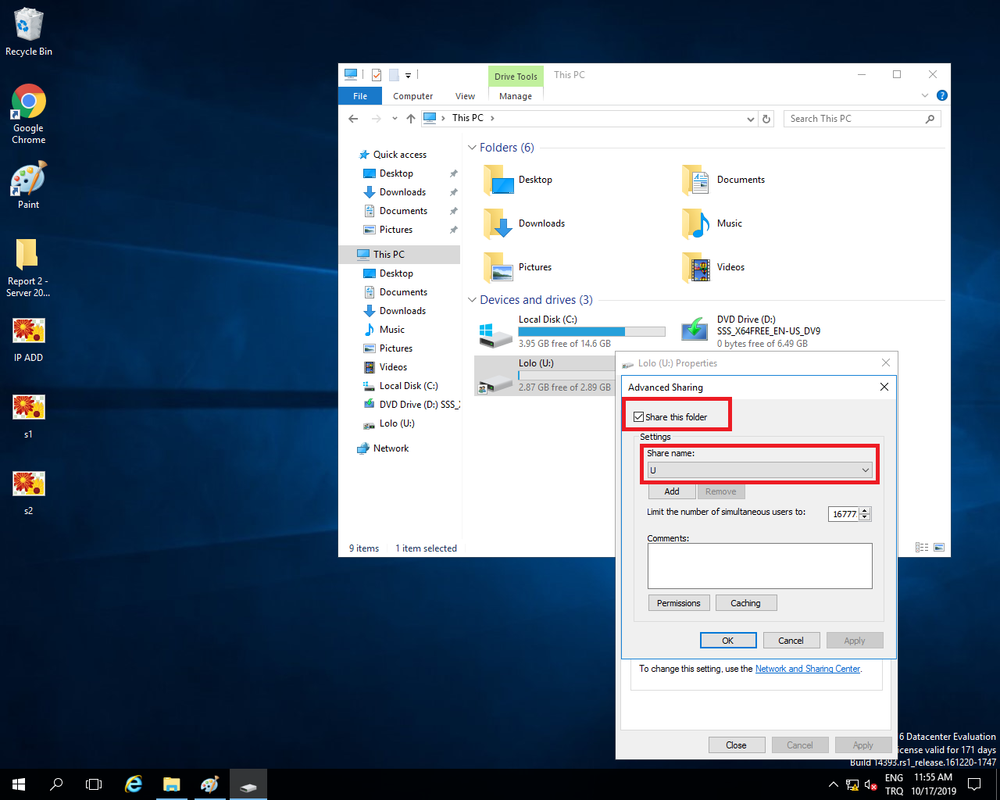 Recycle Bin
Google
Chrome
Paint
Report 2 -
Server 20...
IP ADD
s1
s2
Drive Tools
This PC
File
Computer
View
Manage
This PC
Search This PC
Quick access
Desktop
Downloads
Documents
Pictures
This PC
Desktop
Documents
Downloads
Music
Pictures
Videos
Local Disk (C:)
DVD Drive (D:) SSS_
Lolo (U:)
Network
Folders (6)
Desktop
Documents
Downloads
Music
Pictures
Videos
Devices and drives (3)
Local Disk (C:)
3.95 GB free of 14.6 GB
DVD Drive (D:)
SSS_X64FREE_EN-US_DV9
0 bytes free of 6.49 GB
Lolo (U:)
2.87 GB free of 2.89 GB
9 items
1 item selected
Lolo (U:) Properties
Advanced Sharing
Share this folder
Settings
Share name:
U
Add
Remove
Limit the number of simultaneous users to:
16777
Comments:
Permissions
Caching
OK
Cancel
Apply
To change this setting, use the Network and Sharing Center.
Close
Cancel
Apply
6 Datacenter Evaluation
icense valid for 171 days
Build 14393.rs1_release.161220-1747
ENG
TRQ
11:55 AM
10/17/2019